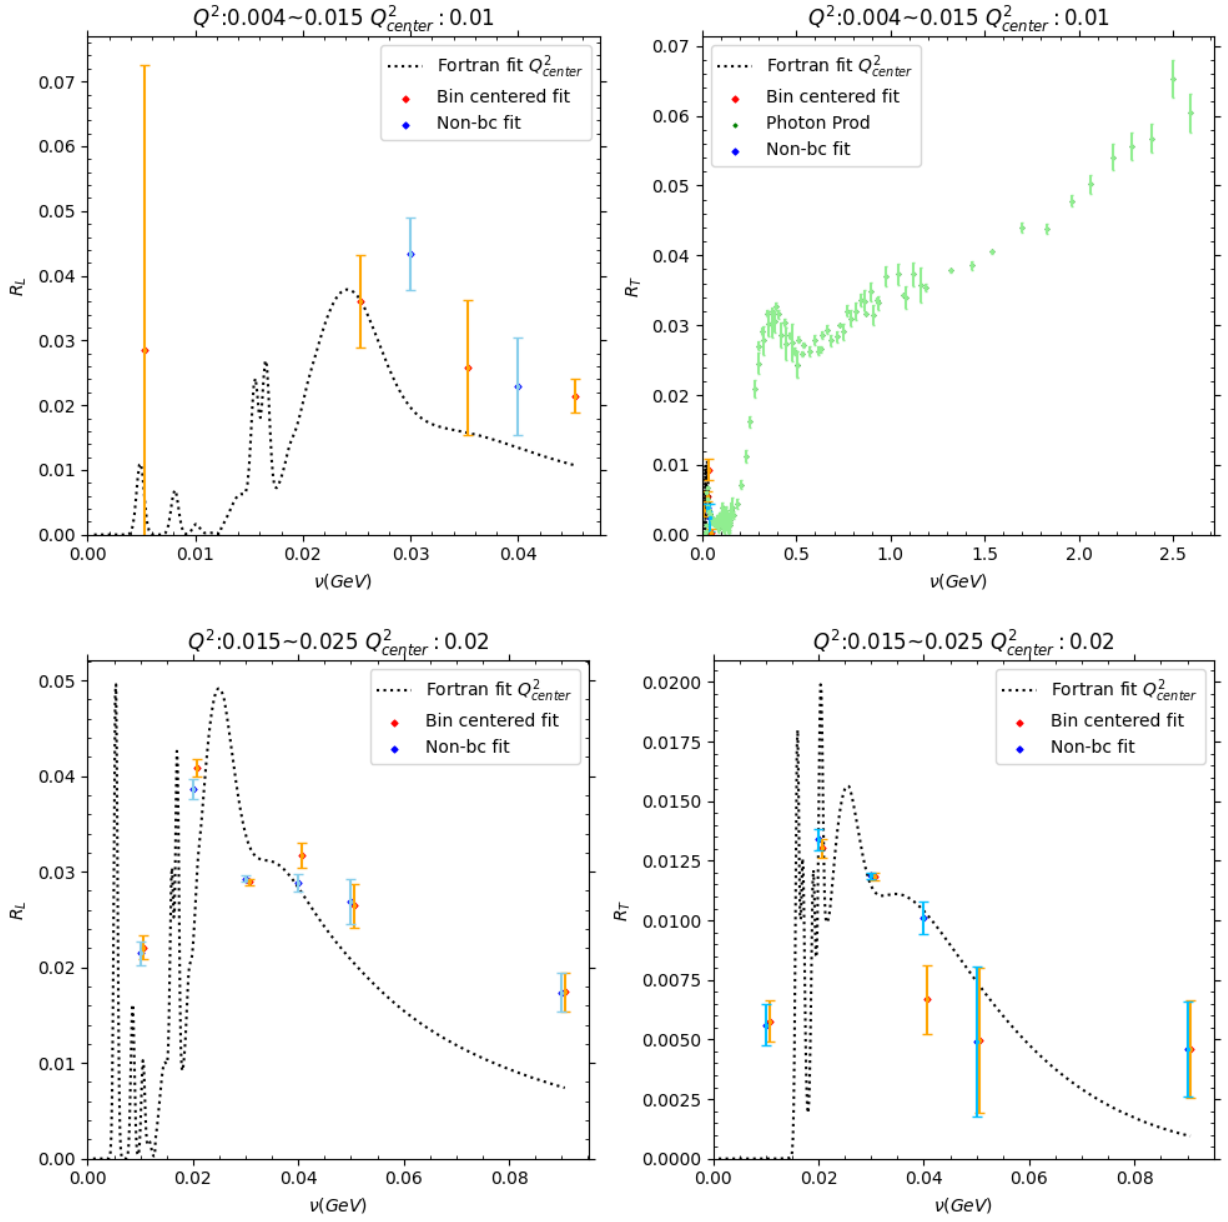 Q²:0.004~0.015 Q²center : 0.01
Fortran fit Q²center
Bin centered fit
Non-bc fit
0.07
0.06
0.05
0.04
0.03
0.02
0.01
0.00
R_L
0.00 0.01 0.02 0.03 0.04
ν(GeV)
Q²:0.004~0.015 Q²center : 0.01
Fortran fit Q²center
Bin centered fit
Photon Prod
Non-bc fit
0.07
0.06
0.05
0.04
0.03
0.02
0.01
0.00
R_T
0.0 0.5 1.0 1.5 2.0 2.5
ν(GeV)
Q²:0.015~0.025 Q²center : 0.02
Fortran fit Q²center
Bin centered fit
Non-bc fit
0.05
0.04
0.03
0.02
0.01
0.00
R_L
0.00 0.02 0.04 0.06 0.08
ν(GeV)
Q²:0.015~0.025 Q²center : 0.02
Fortran fit Q²center
Bin centered fit
Non-bc fit
0.0200
0.0175
0.0150
0.0125
0.0100
0.0075
0.0050
0.0025
0.0000
R_T
0.00 0.02 0.04 0.06 0.08
ν(GeV)